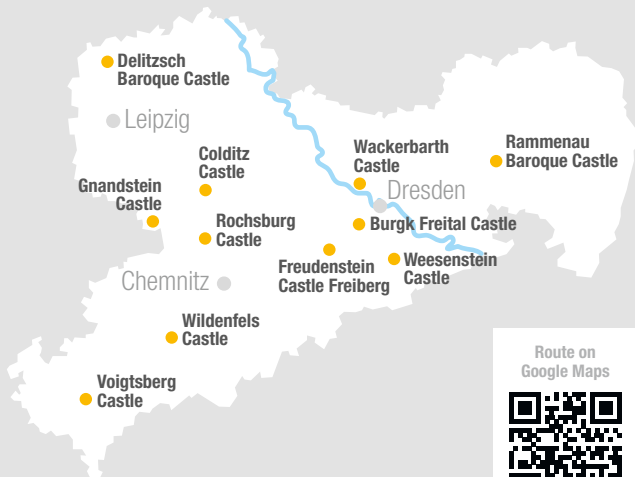 Delitzsch
Baroque Castle
Leipzig
Colditz
Castle
Wackerbarth
Castle
Rammenau
Baroque Castle
Gnandstein
Castle
Dresden
Rochsburg
Castle
Burgk Freital Castle
Freudenstein
Castle Freiberg
Weesenstein
Castle
Chemnitz
Wildenfels
Castle
Voigtsberg
Castle
Route on
Google Maps